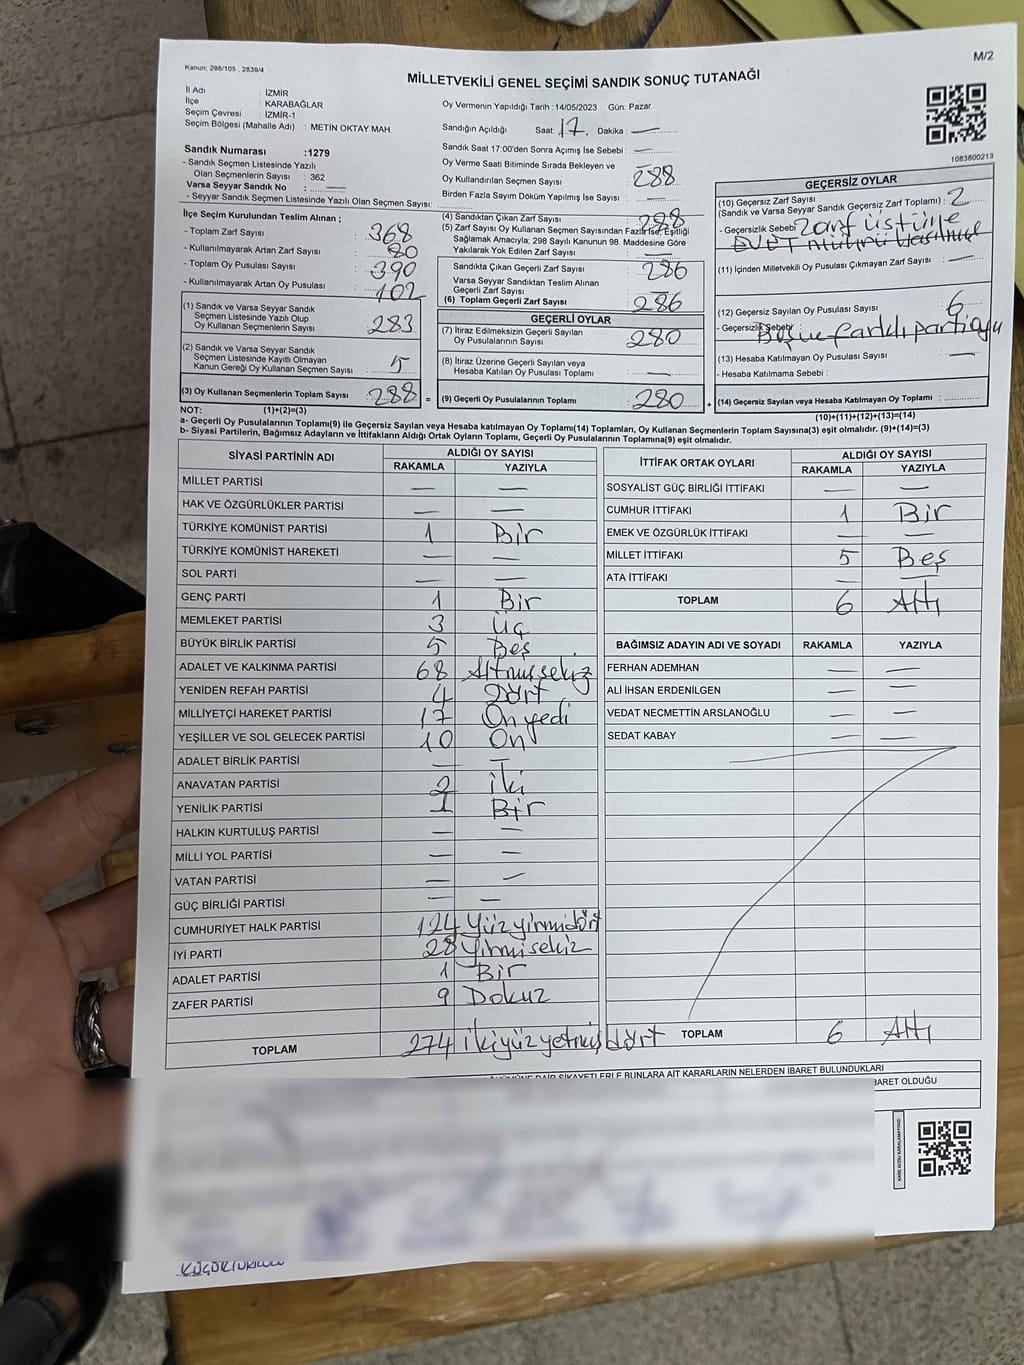 Kanun: 298/105 , 2839/4
M/2
MİLLETVEKİLİ GENEL SEÇİMİ SANDIK SONUÇ TUTANAĞI
İl Adı : İZMİR
İlçe : KARABAĞLAR
Seçim Çevresi : İZMİR-1
Seçim Bölgesi (Mahalle Adı) : METİN OKTAY MAH.
Sandık Numarası :1279
- Sandık Seçmen Listesinde Yazılı
Olan Seçmenlerin Sayısı : 362
Varsa Seyyar Sandık No : —
- Seyyar Sandık Seçmen Listesinde Yazılı Olan Seçmenlerin Sayısı:
Oy Vermenin Yapıldığı Tarih :14/05/2023 Gün: Pazar
Sandığın Açıldığı Saat: 17 Dakika : —
Sandık Saat 17:00'den Sonra Açımış İse Sebebi : —
Oy Verme Saati Bitiminde Sırada Bekleyen ve
Oy Kullandırılan Seçmen Sayısı : 288
Birden Fazla Sayım Döküm Yapılmış İse Sayısı : —
1083800213
İlçe Seçim Kurulundan Teslim Alınan ;
- Toplam Zarf Sayısı : 368
- Kullanılmayarak Artan Zarf Sayısı : 80
- Toplam Oy Pusulası Sayısı : 390
- Kullanılmayarak Artan Oy Pusulası : 102
(1) Sandık ve Varsa Seyyar Sandık
Seçmen Listesinde Yazılı Olup
Oy Kullanan Seçmenlerin Sayısı : 283
(2) Sandık ve Varsa Seyyar Sandık
Seçmen Listesinde Kayıtlı Olmayan
Kanun Gereği Oy Kullanan Seçmen Sayısı : 5
(3) Oy Kullanan Seçmenlerin Toplam Sayısı : 288 =
(4) Sandıktan Çıkan Zarf Sayısı : 288
(5) Zarf Sayısı Oy Kullanan Seçmen Sayısından Fazla ise, Eşitliği
Sağlamak Amacıyla; 298 Sayılı Kanunun 98. Maddesine Göre
Yakılarak Yok Edilen Zarf Sayısı : —
Sandıkta Çıkan Geçerli Zarf Sayısı : 286
Varsa Seyyar Sandıktan Teslim Alınan
Geçerli Zarf Sayısı : —
(6) Toplam Geçerli Zarf Sayısı : 286
GEÇERLİ OYLAR
(7) İtiraz Edilmeksizin Geçerli Sayılan
Oy Pusulalarının Sayısı : 280
(8) İtiraz Üzerine Geçerli Sayılan veya
Hesaba Katılan Oy Pusulası Toplamı : —
(9) Geçerli Oy Pusulalarının Toplamı : 280 +
GEÇERSİZ OYLAR
(10) Geçersiz Zarf Sayısı : 2
(Sandık ve Varsa Seyyar Sandık Geçersiz Zarf Toplamı)
- Geçersizlik Sebebi : zarf üstüne
EVET mührü
(11) İçinden Milletvekili Oy Pusulası Çıkmayan Zarf Sayısı : —
(12) Geçersiz Sayılan Oy Pusulası Sayısı : 6
- Geçersizlik Sebebi : farklı
(13) Hesaba Katılmayan Oy Pusulası Sayısı : —
- Hesaba Katılmama Sebebi :
(14) Geçersiz Sayılan veya Hesaba Katılmayan Oy Toplamı :
(10)+(11)+(12)+(13)=(14)
NOT: (1)+(2)=(3)
a- Geçerli Oy Pusulalarının Toplamı(9) ile Geçersiz Sayılan veya Hesaba katılmayan Oy Toplamı(14) Toplamları, Oy Kullanan Seçmenlerin Toplam Sayısına(3) eşit olmalıdır. (9)+(14)=(3)
b- Siyasi Partilerin, Bağımsız Adayların ve İttifakların Aldığı Ortak Oyların Toplamı, Geçerli Oy Pusulalarının Toplamına(9) eşit olmalıdır.
SİYASİ PARTİNİN ADI ALDIĞI OY SAYISI
RAKAMLA YAZIYLA
MİLLET PARTİSİ — —
HAK VE ÖZGÜRLÜKLER PARTİSİ — —
TÜRKİYE KOMÜNİST PARTİSİ 1 Bir
TÜRKİYE KOMÜNİST HAREKETİ — —
SOL PARTİ — —
GENÇ PARTİ 1 Bir
MEMLEKET PARTİSİ 3 Üç
BÜYÜK BİRLİK PARTİSİ 5 Beş
ADALET VE KALKINMA PARTİSİ 68 Altmışsekiz
YENİDEN REFAH PARTİSİ 4 Dört
MİLLİYETÇİ HAREKET PARTİSİ 17 On yedi
YEŞİLLER VE SOL GELECEK PARTİSİ 10 On
ADALET BİRLİK PARTİSİ — —
ANAVATAN PARTİSİ 2 iki
YENİLİK PARTİSİ 1 Bir
HALKIN KURTULUŞ PARTİSİ — —
MİLLİ YOL PARTİSİ — —
VATAN PARTİSİ — —
GÜÇ BİRLİĞİ PARTİSİ — —
CUMHURİYET HALK PARTİSİ 124 Yüzyirmidört
İYİ PARTİ 28 Yirmisekiz
ADALET PARTİSİ 1 Bir
ZAFER PARTİSİ 9 Dokuz
TOPLAM 274 ikiyüzyetmişdört
İTTİFAK ORTAK OYLARI ALDIĞI OY SAYISI
RAKAMLA YAZIYLA
SOSYALİST GÜÇ BİRLİĞİ İTTİFAKI — —
CUMHUR İTTİFAKI 1 Bir
EMEK VE ÖZGÜRLÜK İTTİFAKI — —
MİLLET İTTİFAKI 5 Beş
ATA İTTİFAKI — —
TOPLAM 6 Altı
BAĞIMSIZ ADAYIN ADI VE SOYADI RAKAMLA YAZIYLA
FERHAN ADEMHAN — —
ALİ İHSAN ERDENİLGEN — —
VEDAT NECMETTİN ARSLANOĞLU — —
SEDAT KABAY — —
TOPLAM 6 Altı
DAİR ŞİKAYETLERLE BUNLARA AİT KARARLARIN NELERDEN İBARET BULUNDUKLARI
BARET OLDUĞU